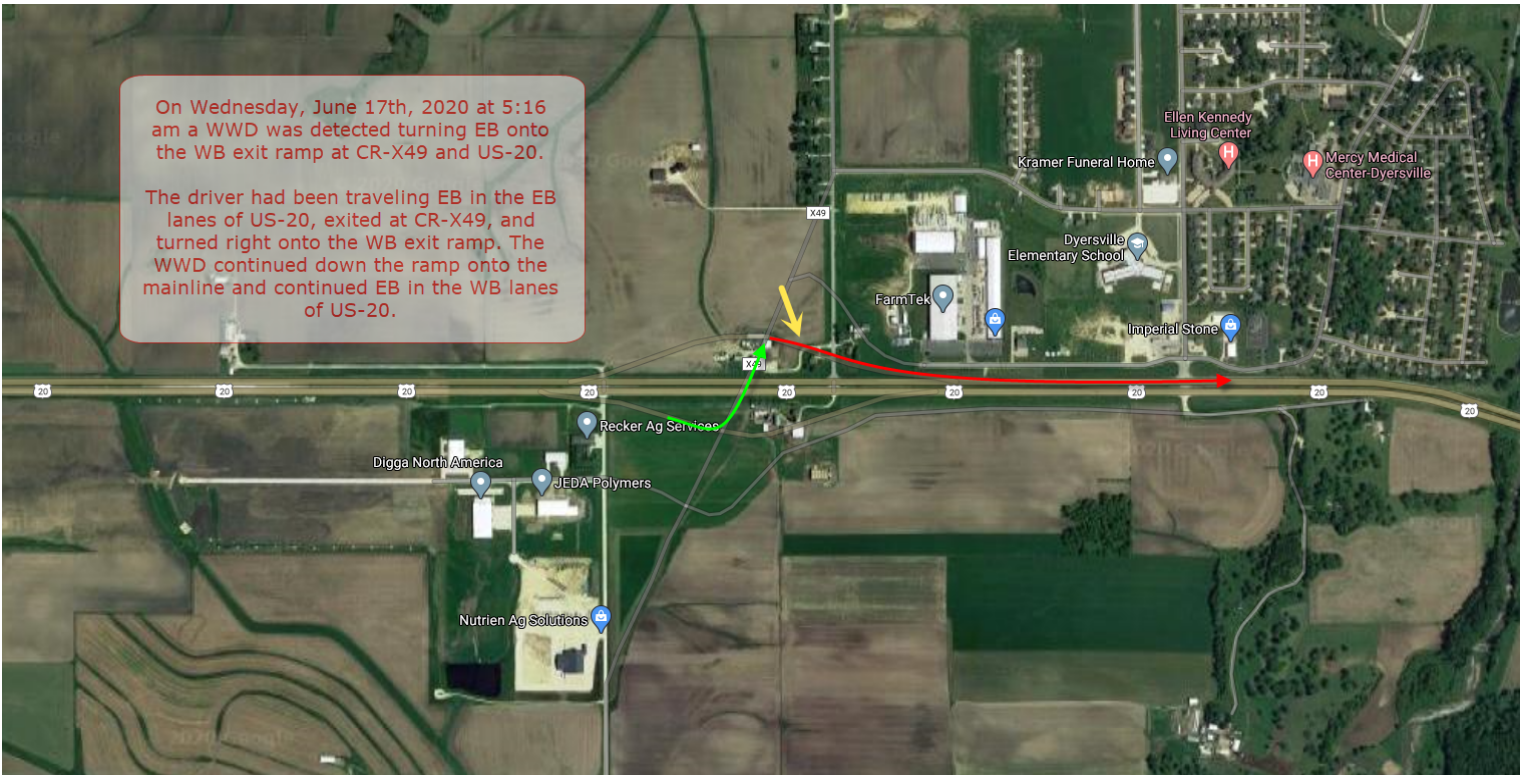 On Wednesday, June 17th, 2020 at 5:16
am a WWD was detected turning EB onto
the WB exit ramp at CR-X49 and US-20.
The driver had been traveling EB in the EB
lanes of US-20, exited at CR-X49, and
turned right onto the WB exit ramp. The
WWD continued down the ramp onto the
mainline and continued EB in the WB lanes
of US-20.
Ellen Kennedy
Living Center
Kramer Funeral Home
Mercy Medical
Center-Dyersville
X49
Dyersville
Elementary School
FarmTek
Imperial Stone
X49
20
20
20
20
20
20
20
20
20
Recker Ag Services
Digga North America
JEDA Polymers
Nutrien Ag Solutions